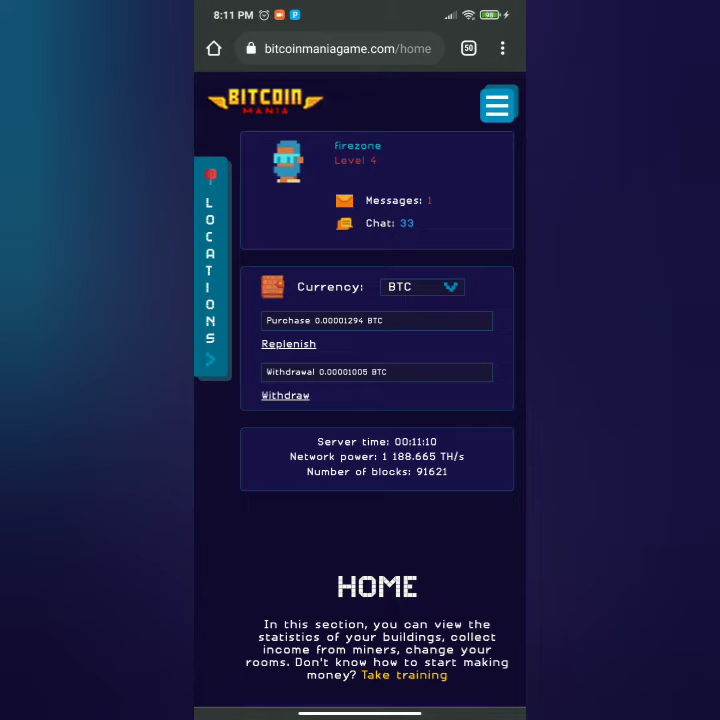 8:11 PM
98
bitcoinmaniagame.com/home
50
BITCOIN
MANIA
firezone
Level 4
Messages: 1
Chat: 33
LOCATIONS
Currency: BTC
Purchase 0.00001294 BTC
Replenish
Withdrawal 0.00001005 BTC
Withdraw
Server time: 00:11:10
Network power: 1 188.665 TH/s
Number of blocks: 91621
HOME
In this section, you can view the
statistics of your buildings, collect
income from miners, change your
rooms. Don't know how to start making
money? Take training